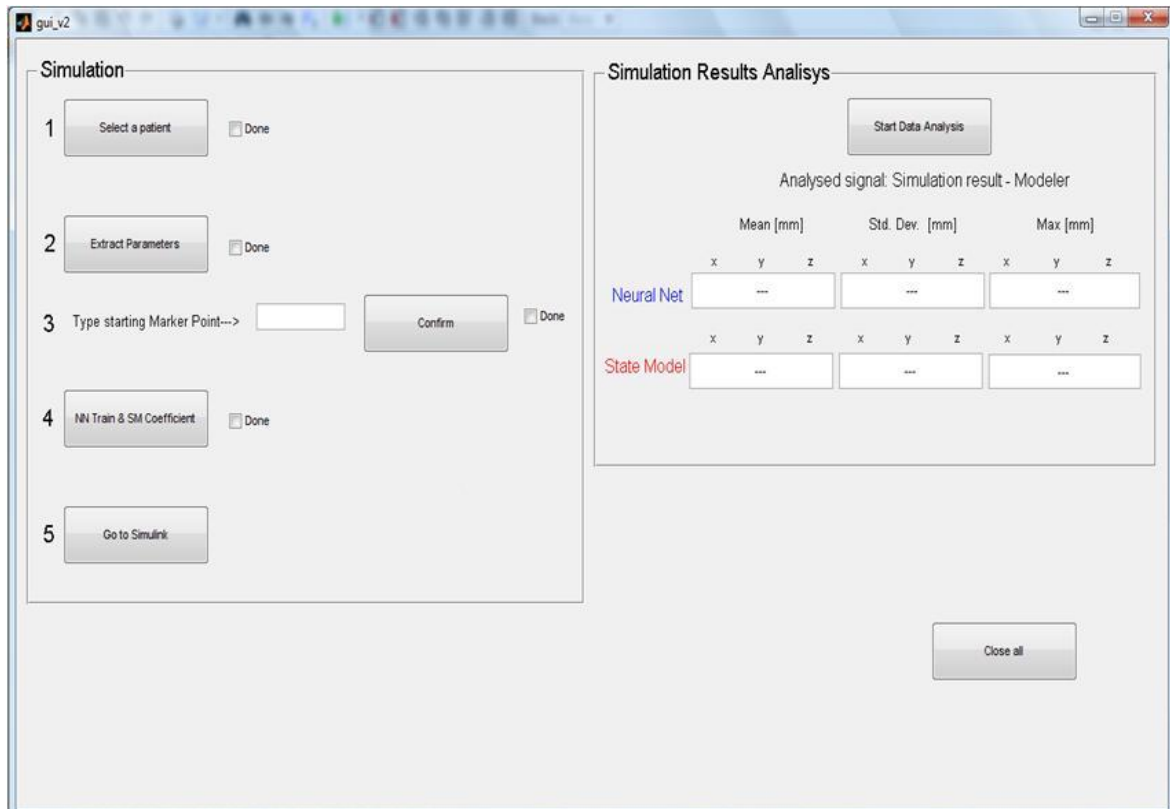 gui_v2
Simulation
1 Select a patient Done
2 Extract Parameters Done
3 Type starting Marker Point---> Confirm Done
4 NN Train & SM Coefficient Done
5 Go to Simulink
Simulation Results Analisys
Start Data Analysis
Analysed signal: Simulation result - Modeler
Mean [mm] Std. Dev. [mm] Max [mm]
x y z x y z x y z
Neural Net --- --- ---
x y z x y z x y z
State Model --- --- ---
Close all